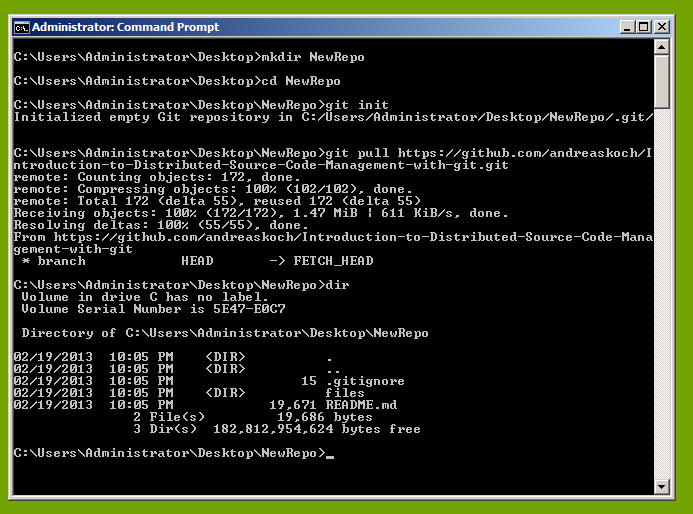 Administrator: Command Prompt
C:\Users\Administrator\Desktop>mkdir NewRepo
C:\Users\Administrator\Desktop>cd NewRepo
C:\Users\Administrator\Desktop\NewRepo>git init
Initialized empty Git repository in C:/Users/Administrator/Desktop/NewRepo/.git/
C:\Users\Administrator\Desktop\NewRepo>git pull https://github.com/andreaskoch/I
ntroduction-to-Distributed-Source-Code-Management-with-git.git
remote: Counting objects: 172, done.
remote: Compressing objects: 100% (102/102), done.
remote: Total 172 (delta 55), reused 172 (delta 55)
Receiving objects: 100% (172/172), 1.47 MiB ¦ 611 KiB/s, done.
Resolving deltas: 100% (55/55), done.
From https://github.com/andreaskoch/Introduction-to-Distributed-Source-Code-Mana
gement-with-git
 * branch            HEAD       -> FETCH_HEAD
C:\Users\Administrator\Desktop\NewRepo>dir
 Volume in drive C has no label.
 Volume Serial Number is 5E47-E0C7
 Directory of C:\Users\Administrator\Desktop\NewRepo
02/19/2013  10:05 PM    <DIR>          .
02/19/2013  10:05 PM    <DIR>          ..
02/19/2013  10:05 PM                15 .gitignore
02/19/2013  10:05 PM    <DIR>          files
02/19/2013  10:05 PM            19,671 README.md
               2 File(s)         19,686 bytes
               3 Dir(s)  182,812,954,624 bytes free
C:\Users\Administrator\Desktop\NewRepo>_